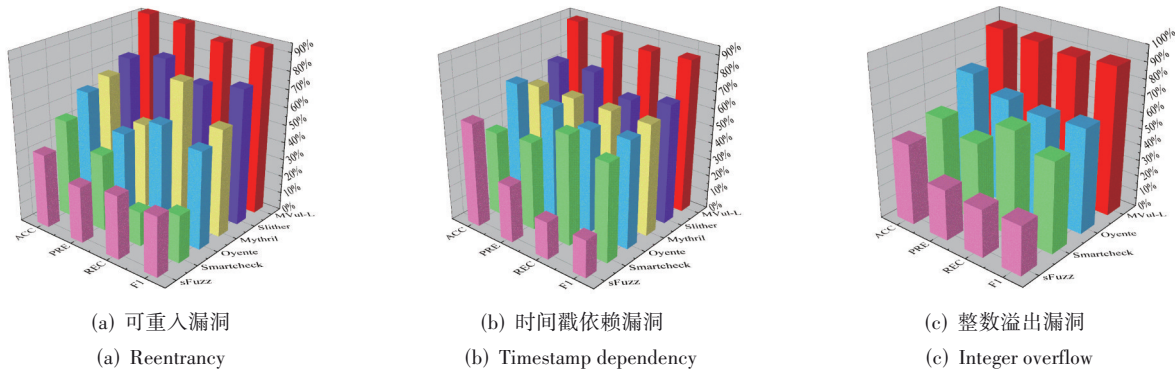 90%
80%
70%
60%
50%
40%
30%
20%
10%
0%
ACC
PRE
REC
F1
MVul-L
Slither
Mythril
Oyente
Smartcheck
sFuzz
90%
80%
70%
60%
50%
40%
30%
20%
10%
0%
ACC
PRE
REC
F1
MVul-L
Slither
Mythril
Oyente
Smartcheck
sFuzz
100%
90%
80%
70%
60%
50%
40%
30%
20%
10%
0%
ACC
PRE
REC
F1
MVul-L
Oyente
Smartcheck
sFuzz
(a) 可重入漏洞
(b) 时间戳依赖漏洞
(c) 整数溢出漏洞
(a) Reentrancy
(b) Timestamp dependency
(c) Integer overflow